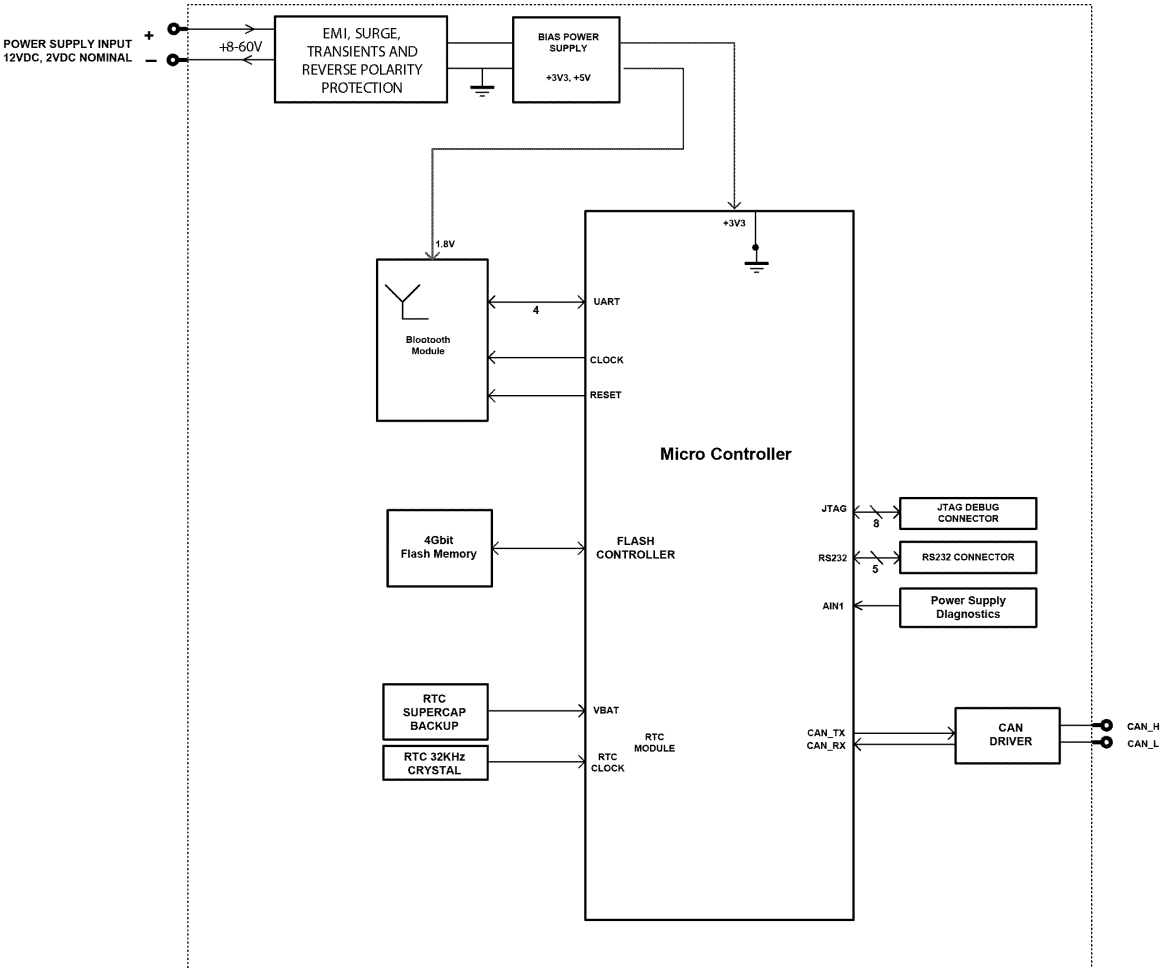 POWER SUPPLY INPUT
12VDC, 2VDC NOMINAL
+
−
+8-60V
EMI, SURGE,
TRANSIENTS AND
REVERSE POLARITY
PROTECTION
BIAS POWER
SUPPLY
+3V3, +5V
1.8V
+3V3
Blootooth
Module
4
UART
CLOCK
RESET
Micro Controller
4Gbit
Flash Memory
FLASH
CONTROLLER
JTAG
8
JTAG DEBUG
CONNECTOR
RS232
5
RS232 CONNECTOR
AIN1
Power Supply
Diagnostics
RTC
SUPERCAP
BACKUP
VBAT
RTC
MODULE
RTC 32KHz
CRYSTAL
RTC
CLOCK
CAN_TX
CAN_RX
CAN
DRIVER
CAN_H
CAN_L